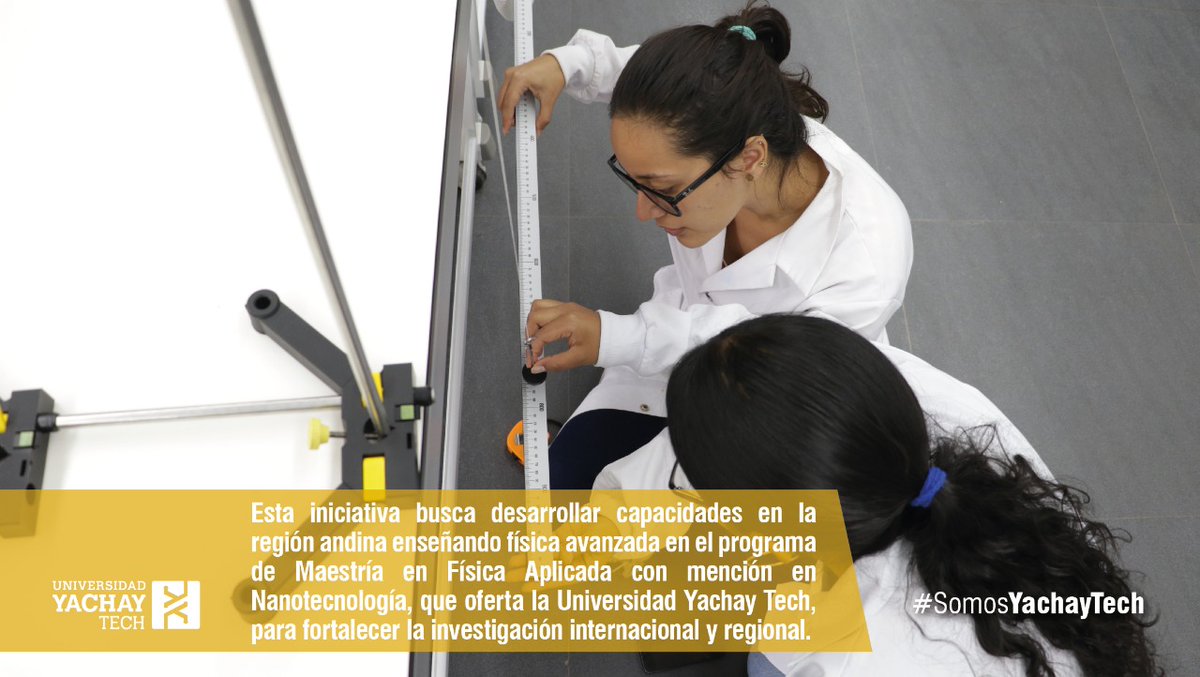 Esta iniciativa busca desarrollar capacidades en la
región andina enseñando física avanzada en el programa
de Maestría en Física Aplicada con mención en
Nanotecnología, que oferta la Universidad Yachay Tech,
para fortalecer la investigación internacional y regional.
UNIVERSIDAD
YACHAY
TECH
#SomosYachayTech